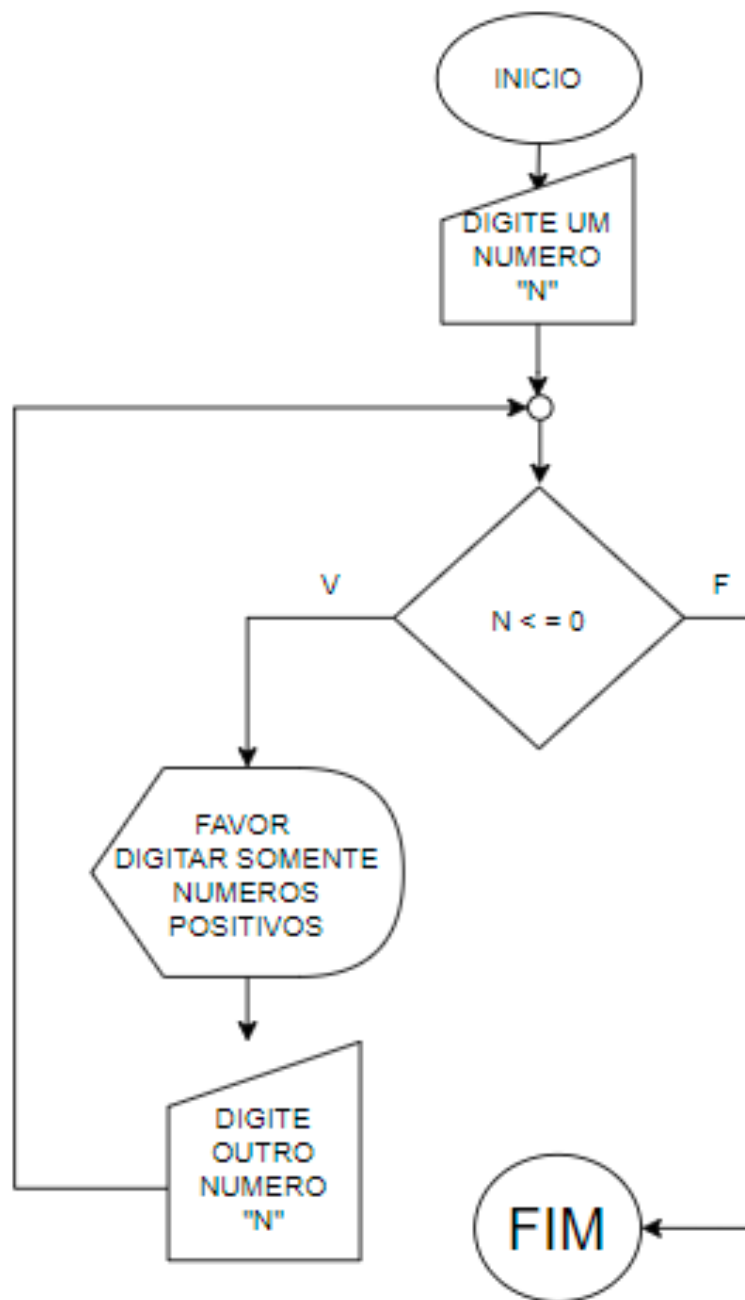 INICIO
DIGITE UM
NUMERO
"N"
V
F
N < = 0
FAVOR
DIGITAR SOMENTE
NUMEROS
POSITIVOS
DIGITE
OUTRO
NUMERO
"N"
FIM